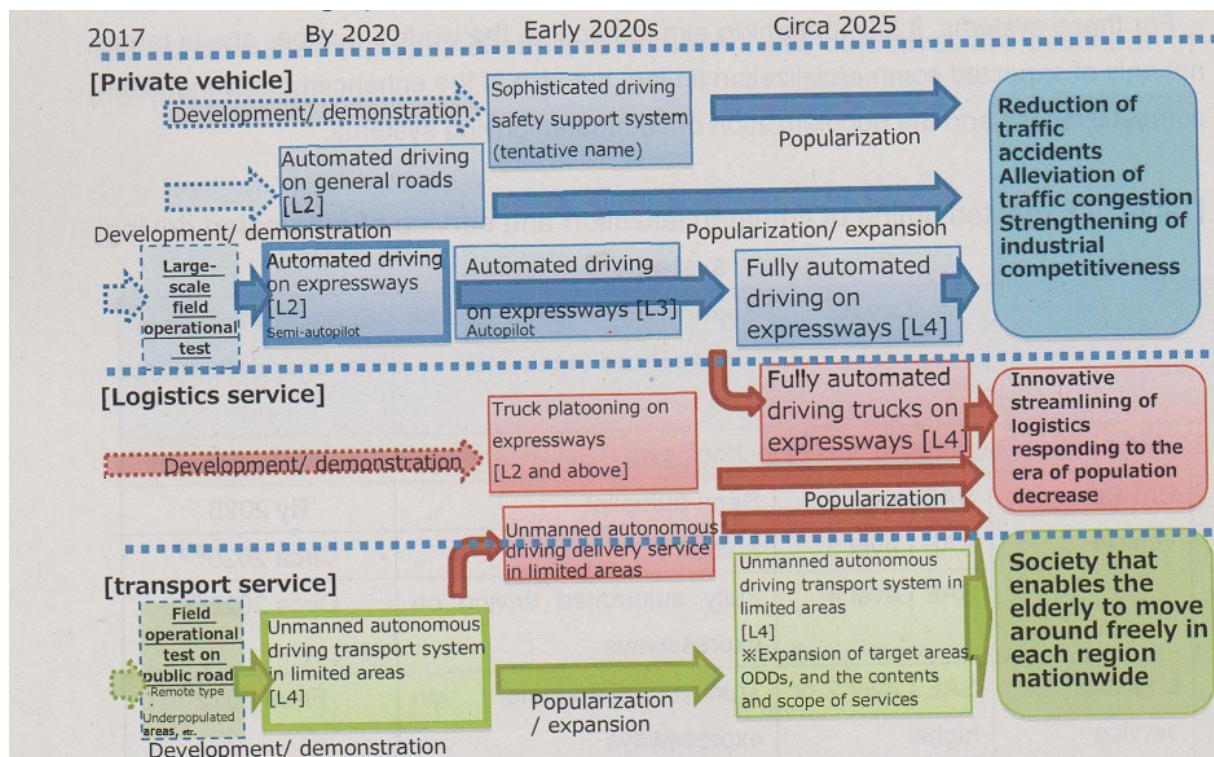 2017
By 2020
Early 2020s
Circa 2025
[Private vehicle]
Development/ demonstration
Sophisticated driving
safety support system
(tentative name)
Popularization
Reduction of
traffic
accidents
Alleviation of
traffic congestion
Strengthening of
industrial
competitiveness
Automated driving
on general roads
[L2]
Development/ demonstration
Popularization/ expansion
Large-
scale
field
operational
test
Automated driving
on expressways
[L2]
Semi-autopilot
Automated driving
on expressways [L3]
Autopilot
Fully automated
driving on
expressways [L4]
[Logistics service]
Development/ demonstration
Truck platooning on
expressways
[L2 and above]
Fully automated
driving trucks on
expressways [L4]
Popularization
Innovative
streamlining of
logistics
responding to the
era of population
decrease
Unmanned autonomous
driving delivery service
in limited areas
[transport service]
Field
operational
test on
public road
Remote type
Underpopulated
areas, etc.
Development/ demonstration
Unmanned autonomous
driving transport system
in limited areas
[L4]
Popularization
/ expansion
Unmanned autonomous
driving transport system in
limited areas
[L4]
※Expansion of target areas,
ODDs, and the contents
and scope of services
Society that
enables the
elderly to move
around freely in
each region
nationwide